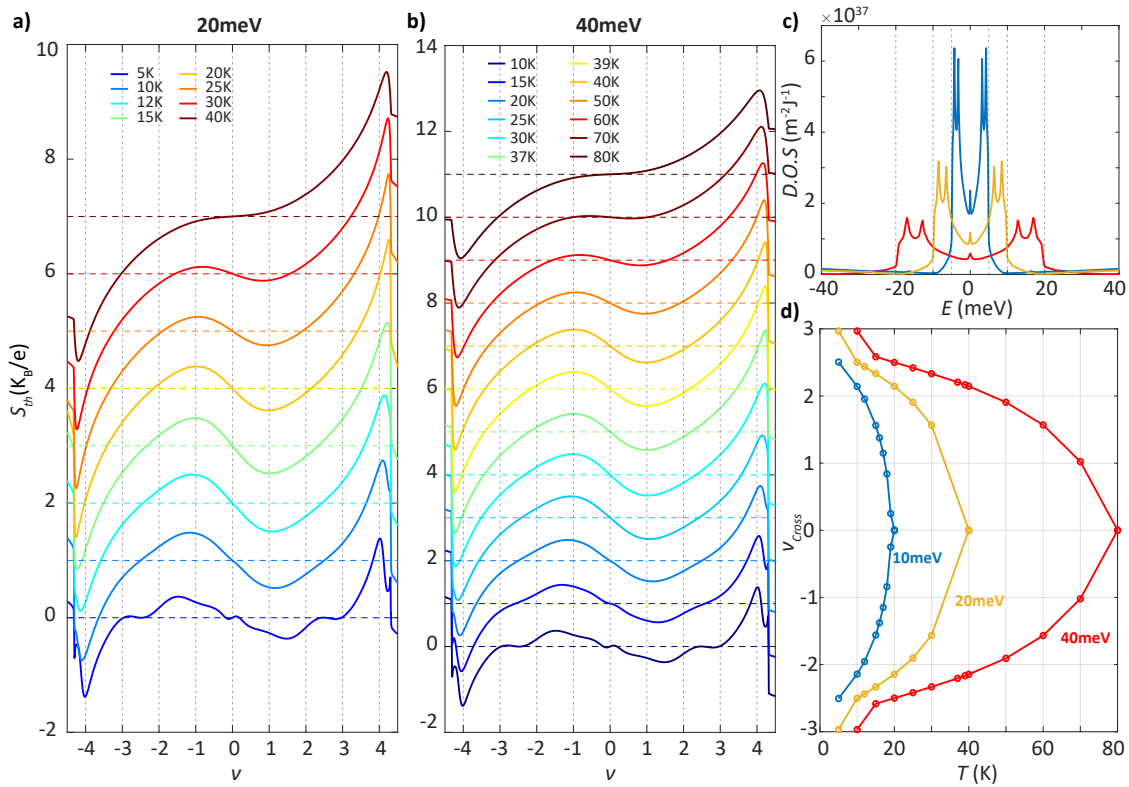 a) 20meV
10
8
6
4
2
0
-2
S_th(K_B/e)
5K 20K
10K 25K
12K 30K
15K 40K
-4 -3 -2 -1 0 1 2 3 4
ν
b) 40meV
14
12
10
8
6
4
2
0
-2
10K 39K
15K 40K
20K 50K
25K 60K
30K 70K
37K 80K
-4 -3 -2 -1 0 1 2 3 4
ν
c)
×10^37
6
4
2
0
D.O.S (m^-2J^-1)
-40 -20 0 20 40
E (meV)
d)
3
2
1
0
-1
-2
-3
ν_Cross
10meV
20meV
40meV
0 20 40 60 80
T (K)